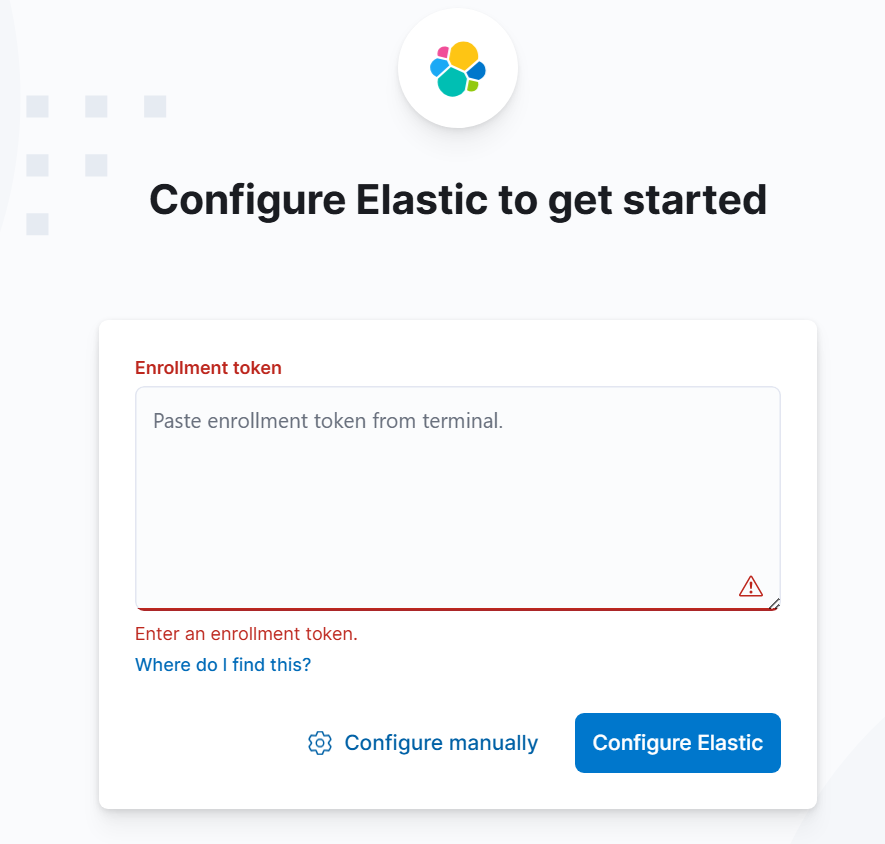 Configure Elastic to get started
Enrollment token
Paste enrollment token from terminal.
Enter an enrollment token.
Where do I find this?
Configure manually
Configure Elastic